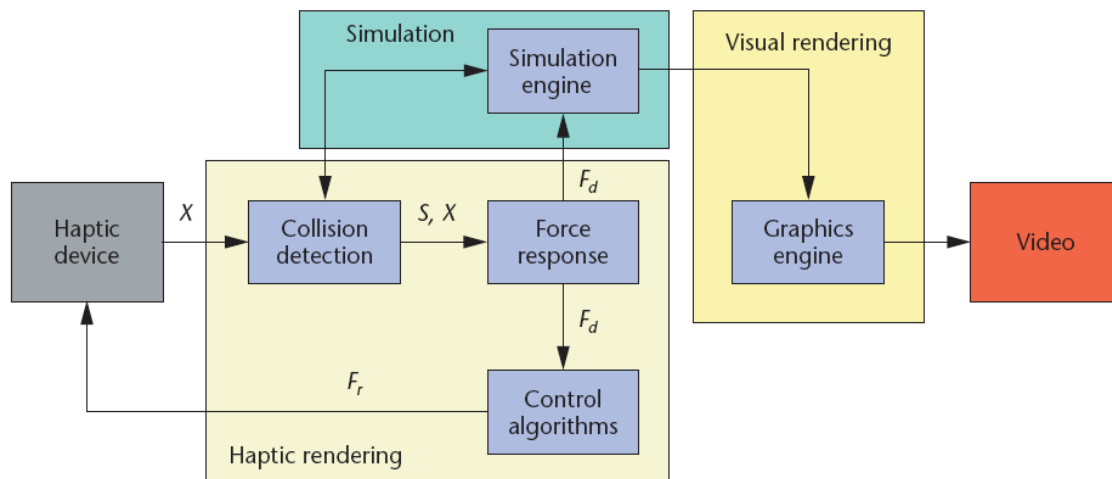 Simulation
Simulation
engine
Visual rendering
Haptic
device
X
Collision
detection
S, X
F_d
Force
response
Graphics
engine
Video
F_d
F_r
Control
algorithms
Haptic rendering